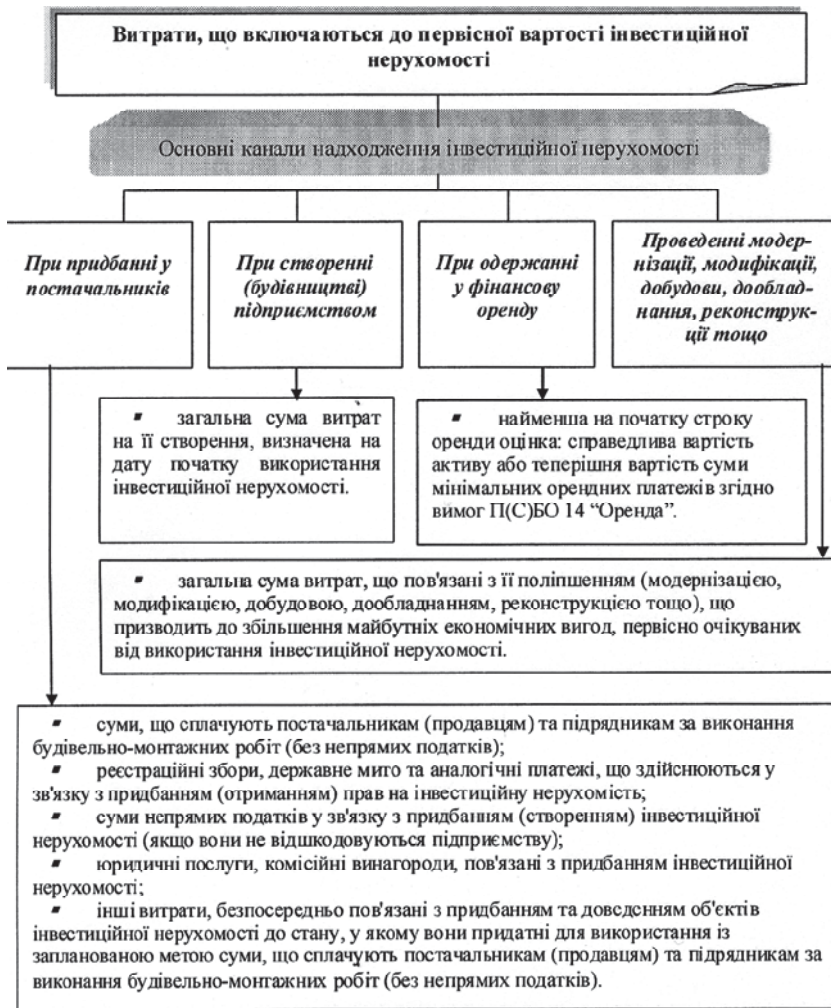 Витрати, що включаються до первісної вартості інвестиційної
нерухомості
Основні канали надходження інвестиційної нерухомості
При придбанні у
постачальників
При створенні
(будівництві)
підприємством
При одержанні
у фінансову
оренду
Проведенні модер-
нізації, модифікації,
добудови, дооблад-
нання, реконструк-
ції тощо
▪ загальна сума витрат
на її створення, визначена на
дату початку використання
інвестиційної нерухомості.
▪ найменша на початку строку
оренди оцінка: справедлива вартість
активу або теперішня вартість суми
мінімальних орендних платежів згідно
вимог П(С)БО 14 “Оренда”.
▪ загальна сума витрат, що пов'язані з її поліпшенням (модернізацією,
модифікацією, добудовою, дообладнанням, реконструкцією тощо), що
призводить до збільшення майбутніх економічних вигод, первісно очікуваних
від використання інвестиційної нерухомості.
▪ суми, що сплачують постачальникам (продавцям) та підрядникам за виконання
будівельно-монтажних робіт (без непрямих податків);
▪ реєстраційні збори, державне мито та аналогічні платежі, що здійснюються у
зв'язку з придбанням (отриманням) прав на інвестиційну нерухомість;
▪ суми непрямих податків у зв'язку з придбанням (створенням) інвестиційної
нерухомості (якщо вони не відшкодовуються підприємству);
▪ юридичні послуги, комісійні винагороди, пов'язані з придбанням інвестиційної
нерухомості;
▪ інші витрати, безпосередньо пов'язані з придбанням та доведенням об'єктів
інвестиційної нерухомості до стану, у якому вони придатні для використання із
запланованою метою суми, що сплачують постачальникам (продавцям) та підрядникам за
виконання будівельно-монтажних робіт (без непрямих податків).